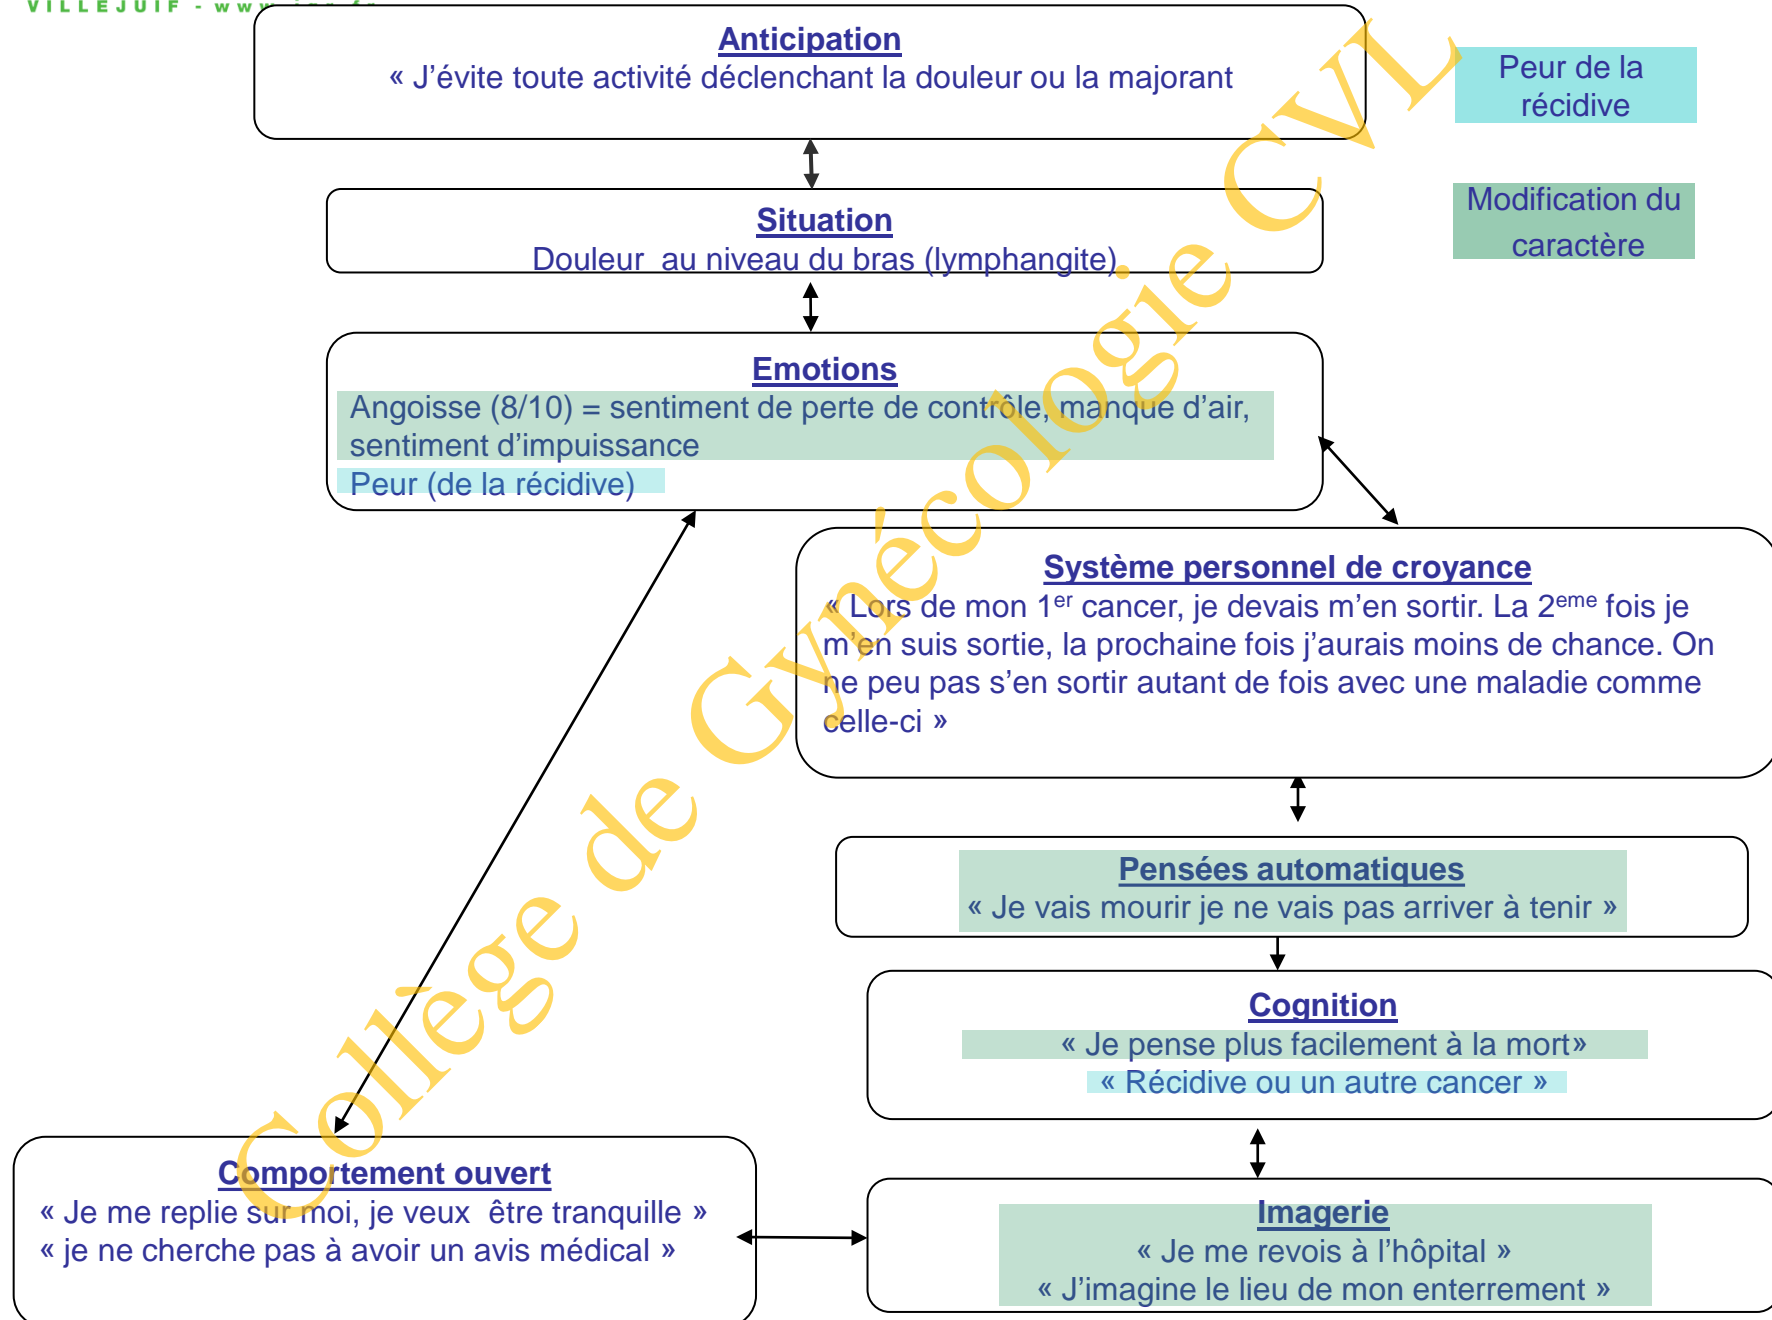 VILLEJUIF - www.igr.fr
Anticipation
« J’évite toute activité déclenchant la douleur ou la majorant
Peur de la
récidive
Modification du
caractère
Situation
Douleur au niveau du bras (lymphangite)
Emotions
Angoisse (8/10) = sentiment de perte de contrôle, manque d’air,
sentiment d’impuissance
Peur (de la récidive)
Système personnel de croyance
« Lors de mon 1er cancer, je devais m’en sortir. La 2eme fois je
m’en suis sortie, la prochaine fois j’aurais moins de chance. On
ne peu pas s’en sortir autant de fois avec une maladie comme
celle-ci »
Pensées automatiques
« Je vais mourir je ne vais pas arriver à tenir »
Cognition
« Je pense plus facilement à la mort»
« Récidive ou un autre cancer »
Comportement ouvert
« Je me replie sur moi, je veux être tranquille »
« je ne cherche pas à avoir un avis médical »
Imagerie
« Je me revois à l’hôpital »
« J’imagine le lieu de mon enterrement »
Collège de Gynécologie CVL